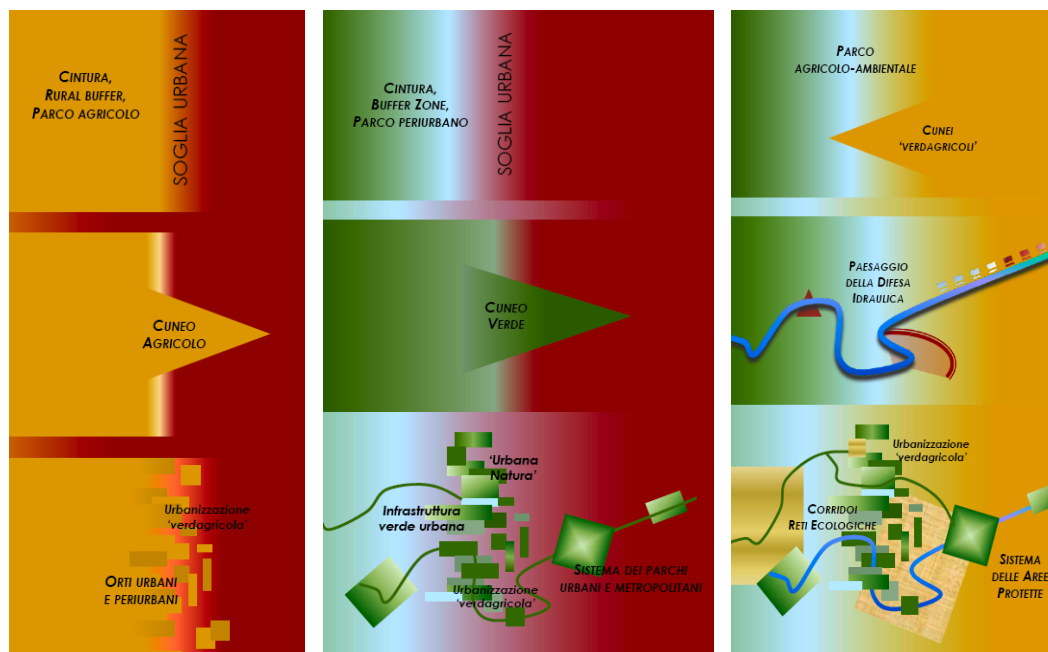 Cintura,
Rural buffer,
Parco agricolo
SOGLIA URBANA
Cuneo
Agricolo
Urbanizzazione
'verdagricola'
Orti urbani
e periurbani
Cintura,
Buffer Zone,
Parco periurbano
SOGLIA URBANA
Cuneo
Verde
'Urbana
Natura'
Infrastruttura
verde urbana
Sistema dei parchi
urbani e metropolitani
Urbanizzazione
'verdagricola'
Parco
agricolo-ambientale
Cunei
'verdagricoli'
Paesaggio
della Difesa
Idraulica
Urbanizzazione
'verdagricola'
Corridoi
Reti Ecologiche
Sistema
delle Aree
Protette